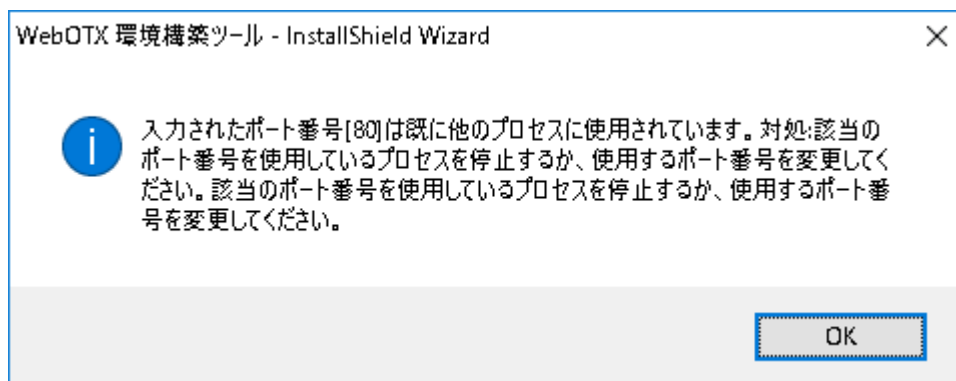 WebOTX 環境構築ツール - InstallShield Wizard
入力されたポート番号[80]は既に他のプロセスに使用されています。対処:該当の
ポート番号を使用しているプロセスを停止するか、使用するポート番号を変更してく
ださい。該当のポート番号を使用しているプロセスを停止するか、使用するポート番
号を変更してください。
OK